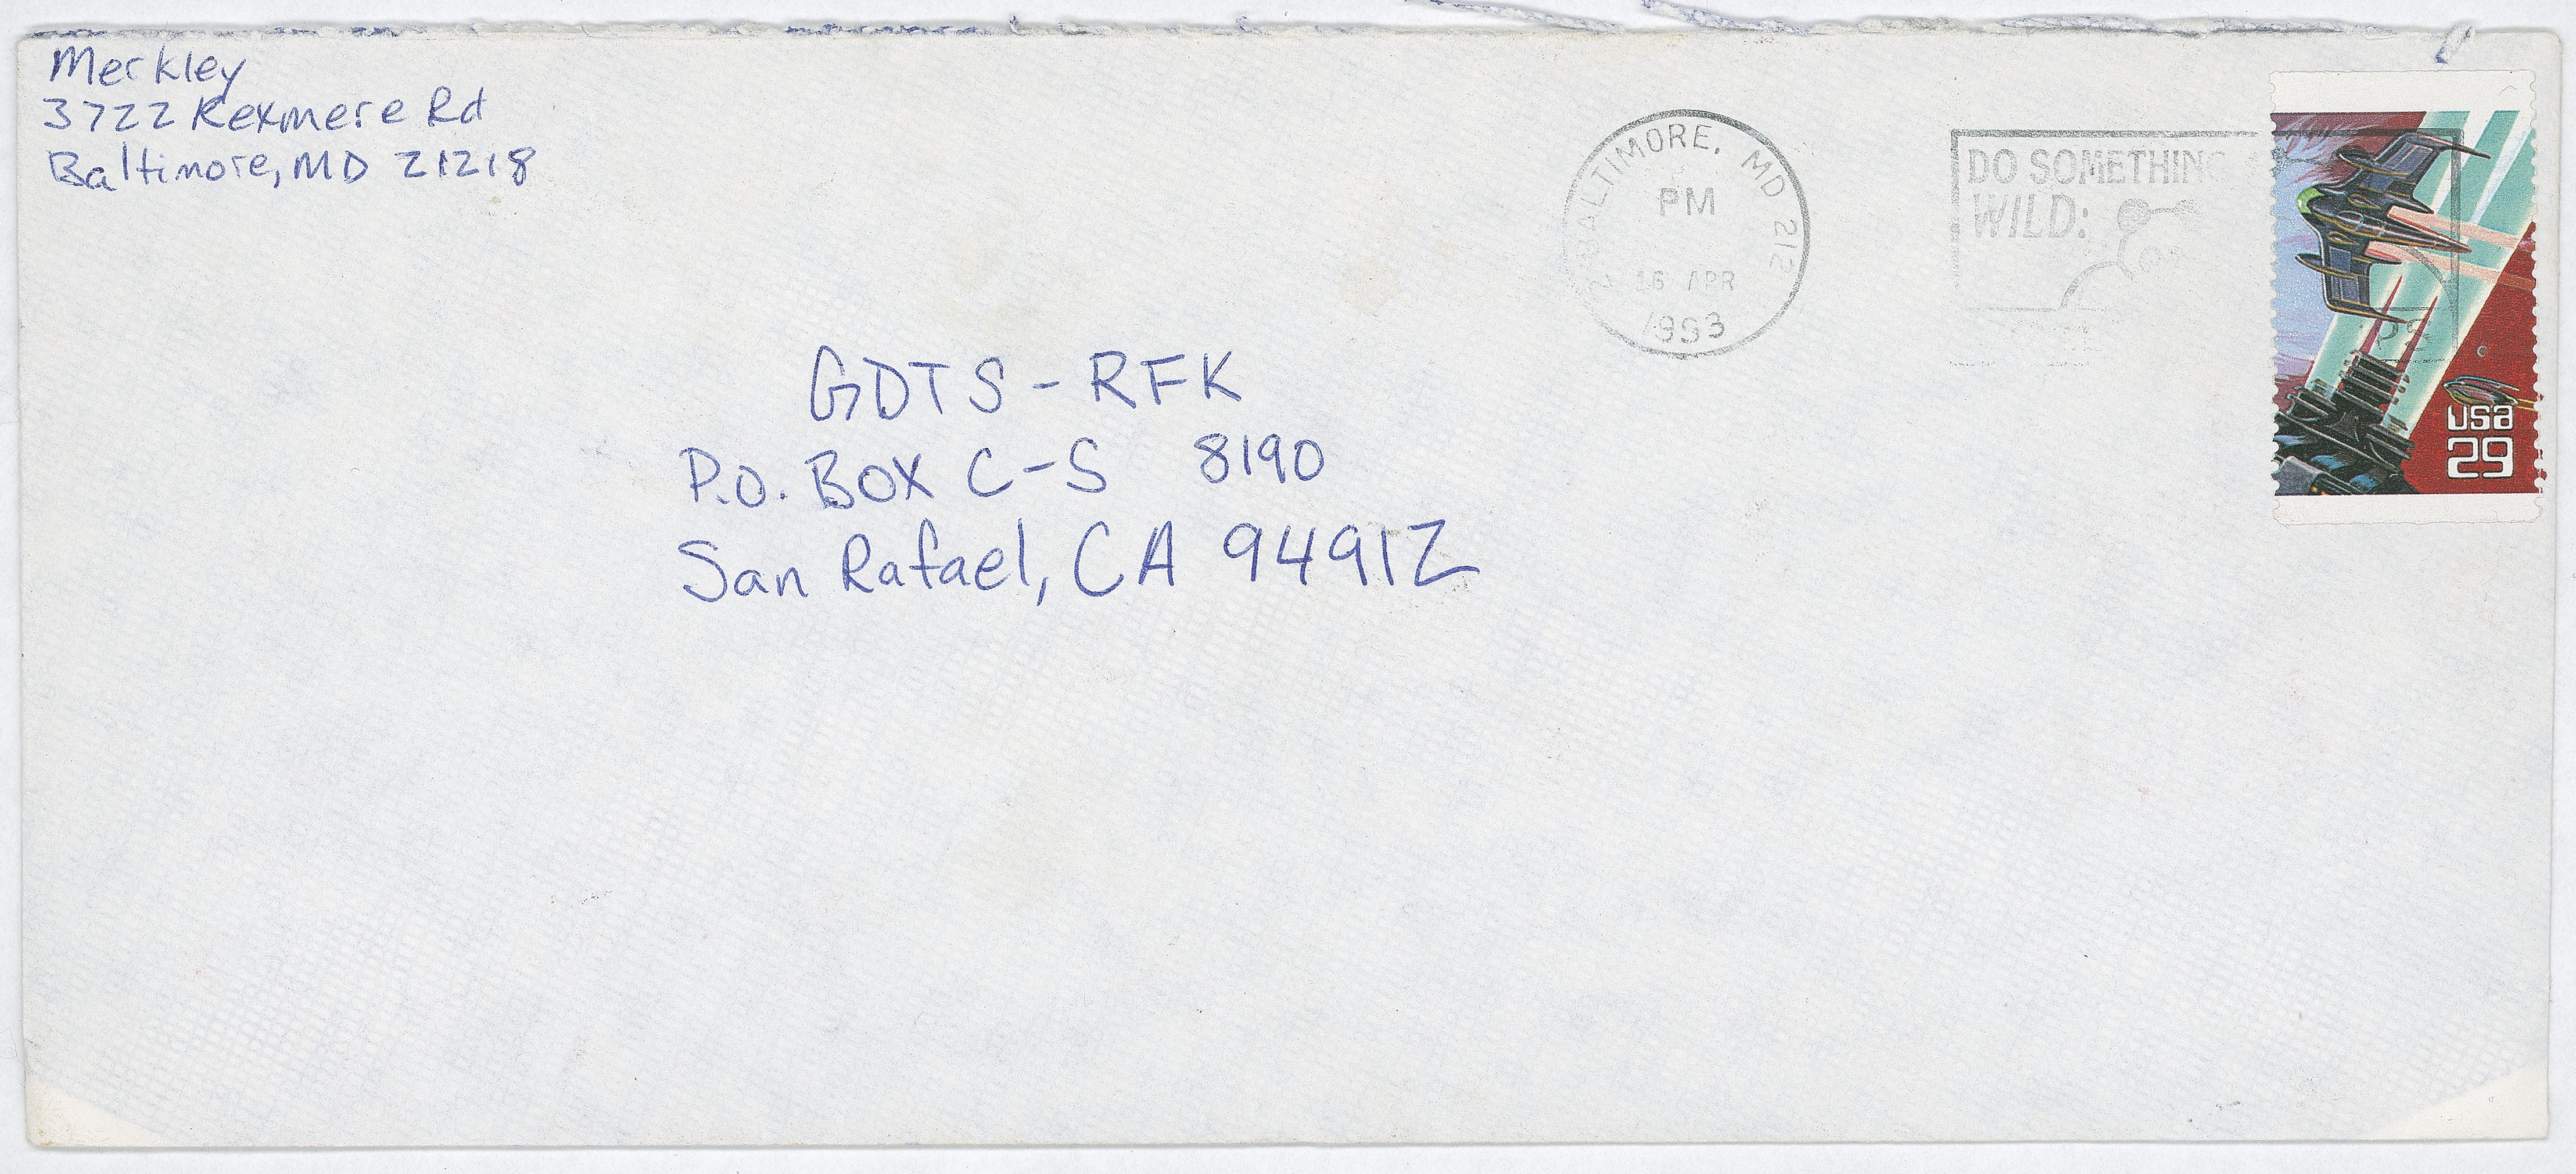 Merkley
3722 Rexmere Rd
Baltimore, MD 21218
BALTIMORE, MD 212
PM
16 APR
1993
DO SOMETHING
WILD:
GDTS - RFK
P.O. BOX C-S 8190
San Rafael, CA 94912
USA
29